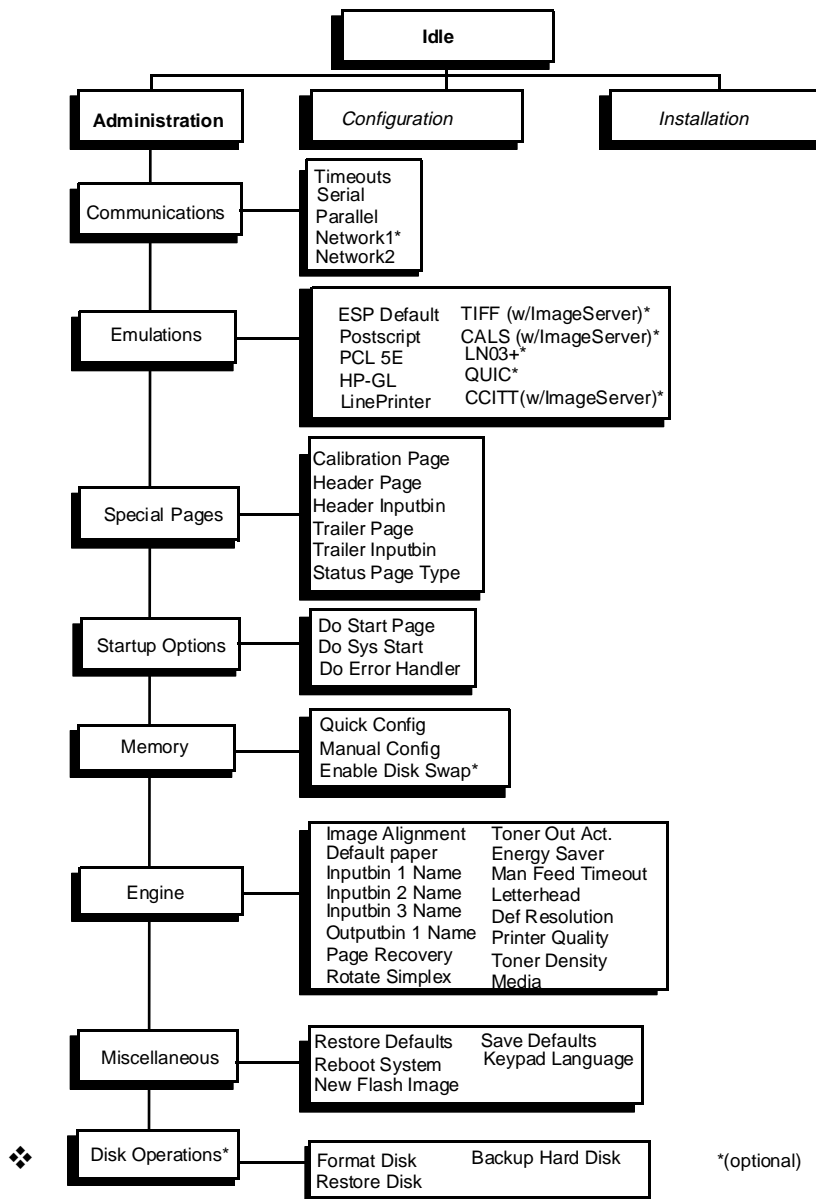 Idle
Administration
Configuration
Installation
Communications
Timeouts
Serial
Parallel
Network1*
Network2
Emulations
ESP Default
Postscript
PCL 5E
HP-GL
LinePrinter
TIFF (w/ImageServer)*
CALS (w/ImageServer)*
LN03+*
QUIC*
CCITT(w/ImageServer)*
Special Pages
Calibration Page
Header Page
Header Inputbin
Trailer Page
Trailer Inputbin
Status Page Type
Startup Options
Do Start Page
Do Sys Start
Do Error Handler
Memory
Quick Config
Manual Config
Enable Disk Swap*
Engine
Image Alignment
Default paper
Inputbin 1 Name
Inputbin 2 Name
Inputbin 3 Name
Outputbin 1 Name
Page Recovery
Rotate Simplex
Toner Out Act.
Energy Saver
Man Feed Timeout
Letterhead
Def Resolution
Printer Quality
Toner Density
Media
Miscellaneous
Restore Defaults
Reboot System
New Flash Image
Save Defaults
Keypad Language
Disk Operations*
Format Disk
Restore Disk
Backup Hard Disk
*(optional)